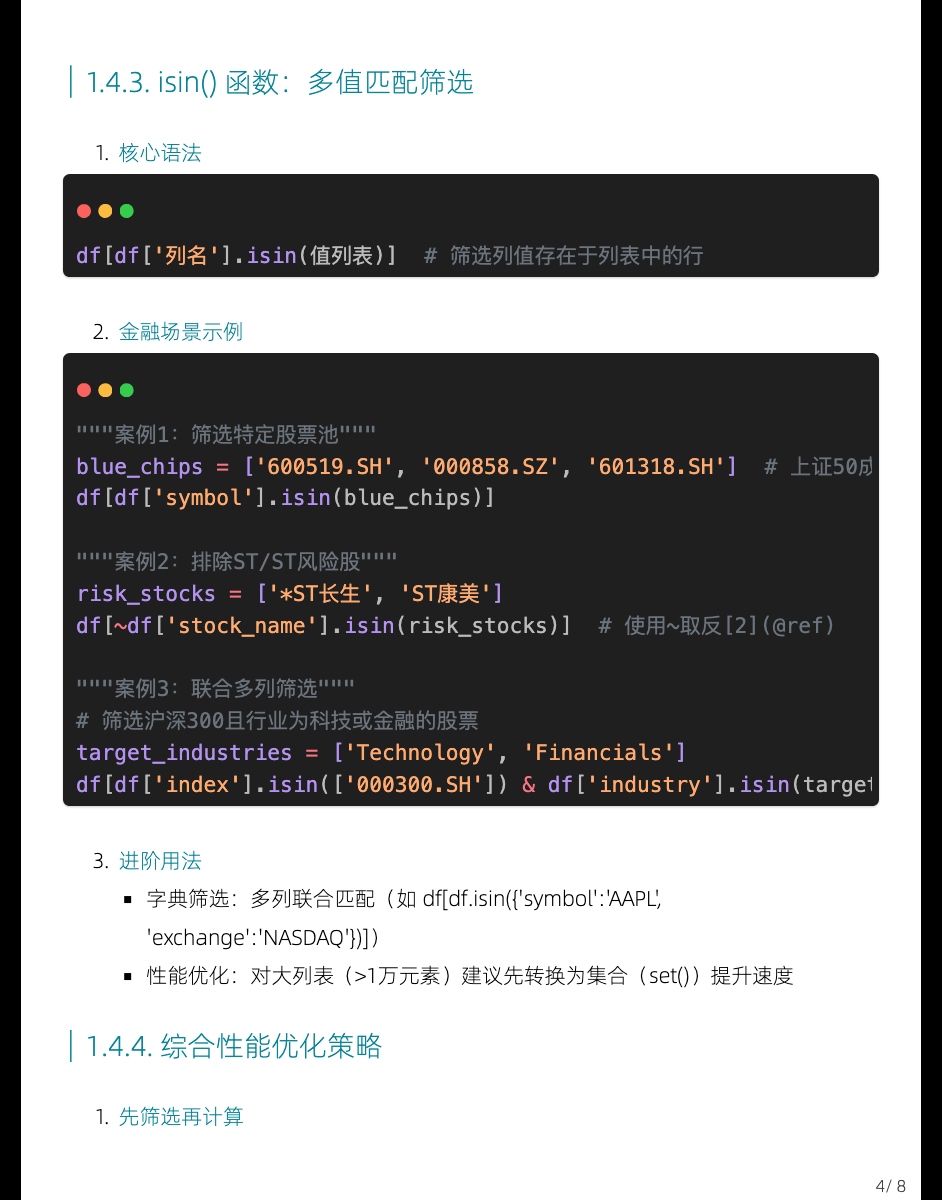 1.4.3. isin() 函数：多值匹配筛选
1. 核心语法
df[df['列名'].isin(值列表)]  # 筛选列值存在于列表中的行
2. 金融场景示例
"""案例1：筛选特定股票池"""
blue_chips = ['600519.SH', '000858.SZ', '601318.SH']  # 上证50成
df[df['symbol'].isin(blue_chips)]
"""案例2：排除ST/ST风险股"""
risk_stocks = ['*ST长生', 'ST康美']
df[~df['stock_name'].isin(risk_stocks)]  # 使用~取反[2](@ref)
"""案例3：联合多列筛选"""
# 筛选沪深300且行业为科技或金融的股票
target_industries = ['Technology', 'Financials']
df[df['index'].isin(['000300.SH']) & df['industry'].isin(target
3. 进阶用法
▪ 字典筛选：多列联合匹配（如 df[df.isin({'symbol':'AAPL',
'exchange':'NASDAQ'})]）
▪ 性能优化：对大列表（>1万元素）建议先转换为集合（set()）提升速度
1.4.4. 综合性能优化策略
1. 先筛选再计算
4/ 8